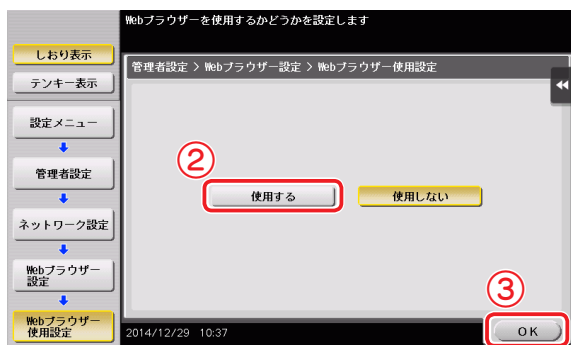 Webブラウザーを使用するかどうかを設定します
しおり表示
テンキー表示
設定メニュー
管理者設定
ネットワーク設定
Webブラウザー
設定
Webブラウザー
使用設定
管理者設定 > Webブラウザー設定 > Webブラウザー使用設定
②
使用する
使用しない
③
2014/12/29 10:37
OK